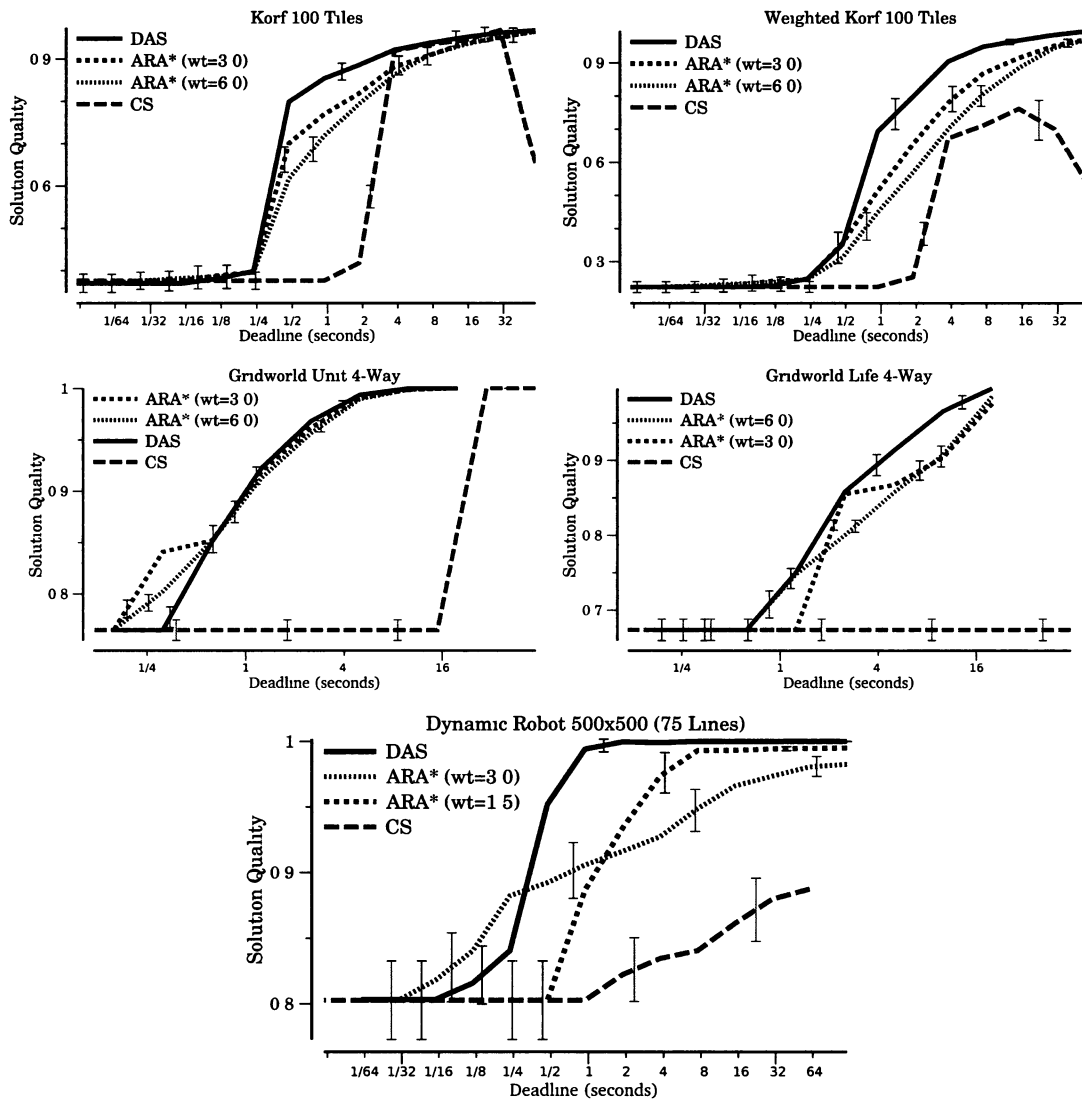 Korf 100 Tiles
DAS
ARA* (wt=3 0)
ARA* (wt=6 0)
CS
Solution Quality
0 9
0 6
1/64 1/32 1/16 1/8 1/4 1/2 1 2 4 8 16 32
Deadline (seconds)
Weighted Korf 100 Tiles
DAS
ARA* (wt=3 0)
ARA* (wt=6 0)
CS
Solution Quality
0 9
0 6
0 3
1/64 1/32 1/16 1/8 1/4 1/2 1 2 4 8 16 32
Deadline (seconds)
Gridworld Unit 4-Way
ARA* (wt=3 0)
ARA* (wt=6 0)
DAS
CS
Solution Quality
1
0 9
0 8
1/4 1 4 16
Deadline (seconds)
Gridworld Life 4-Way
DAS
ARA* (wt=6 0)
ARA* (wt=3 0)
CS
Solution Quality
0 9
0 8
0 7
1/4 1 4 16
Deadline (seconds)
Dynamic Robot 500x500 (75 Lines)
DAS
ARA* (wt=3 0)
ARA* (wt=1 5)
CS
Solution Quality
1
0 9
0 8
1/64 1/32 1/16 1/8 1/4 1/2 1 2 4 8 16 32 64
Deadline (seconds)